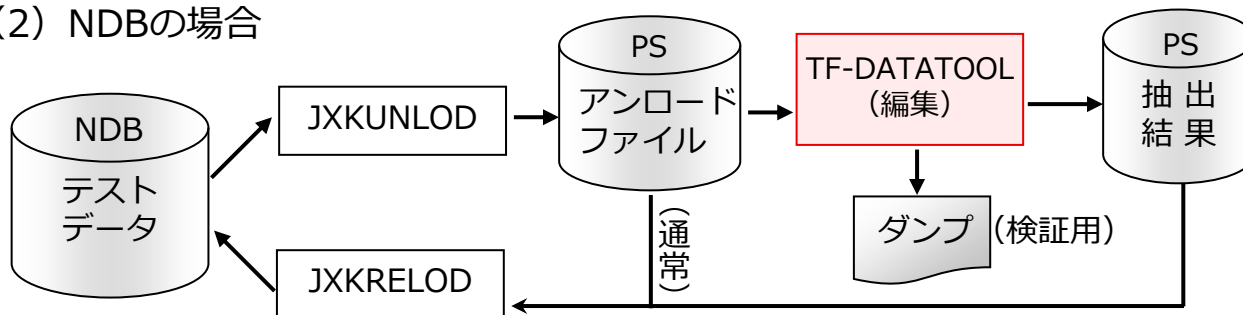 (2）NDBの場合
NDB
テスト
データ
JXKUNLOD
PS
アンロード
ファイル
TF-DATATOOL
（編集）
PS
抽 出
結 果
ダンプ
（検証用）
（通常）
JXKRELOD